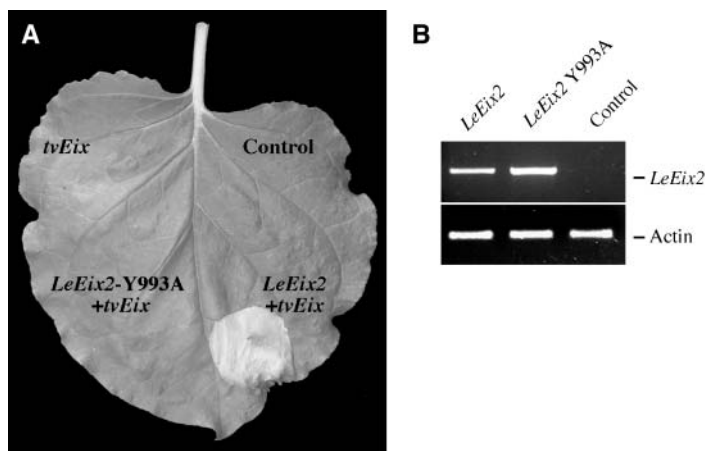 A
tvEix
Control
LeEix2-Y993A
+tvEix
LeEix2
+tvEix
B
LeEix2
LeEix2 Y993A
Control
– LeEix2
– Actin